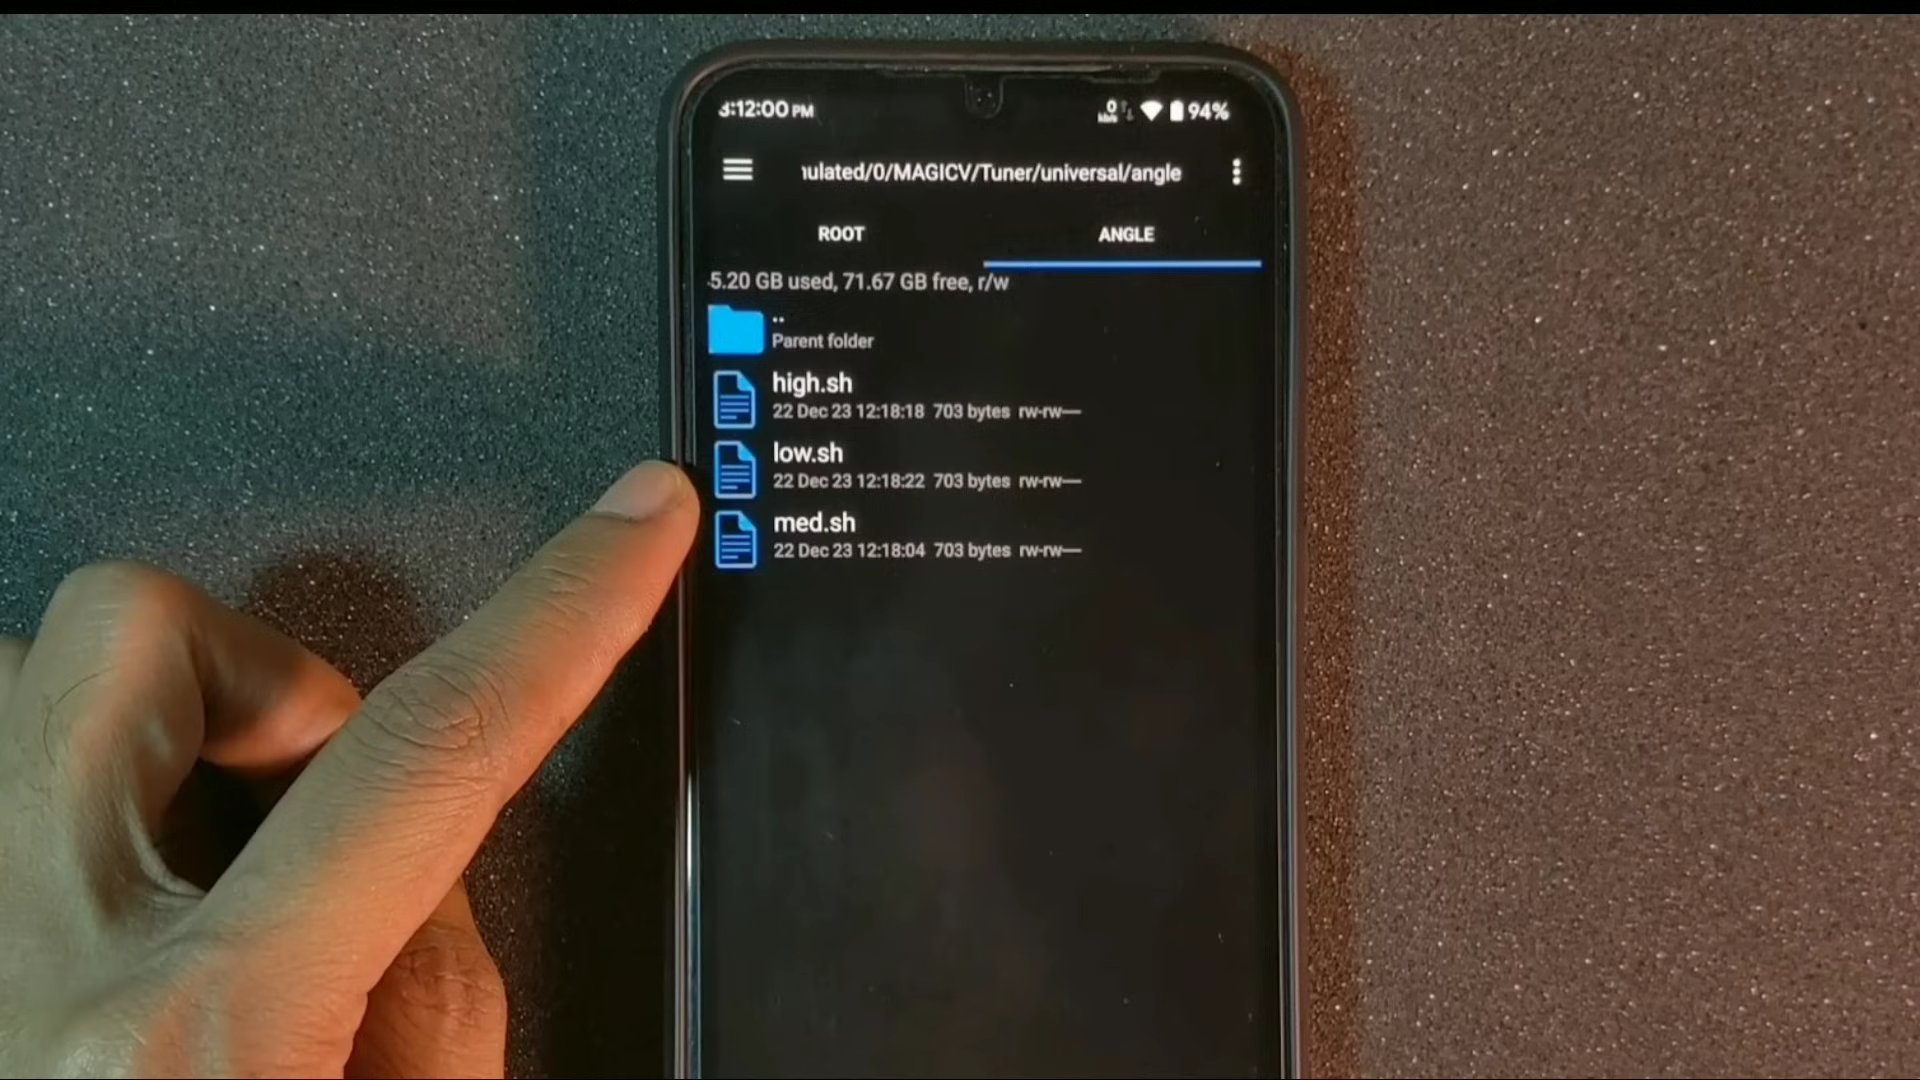 3:12:00 PM 94%
ulated/0/MAGICV/Tuner/universal/angle
ROOT ANGLE
5.20 GB used, 71.67 GB free, r/w
..
Parent folder
high.sh
22 Dec 23 12:18:18 703 bytes rw-rw—
low.sh
22 Dec 23 12:18:22 703 bytes rw-rw—
med.sh
22 Dec 23 12:18:04 703 bytes rw-rw—